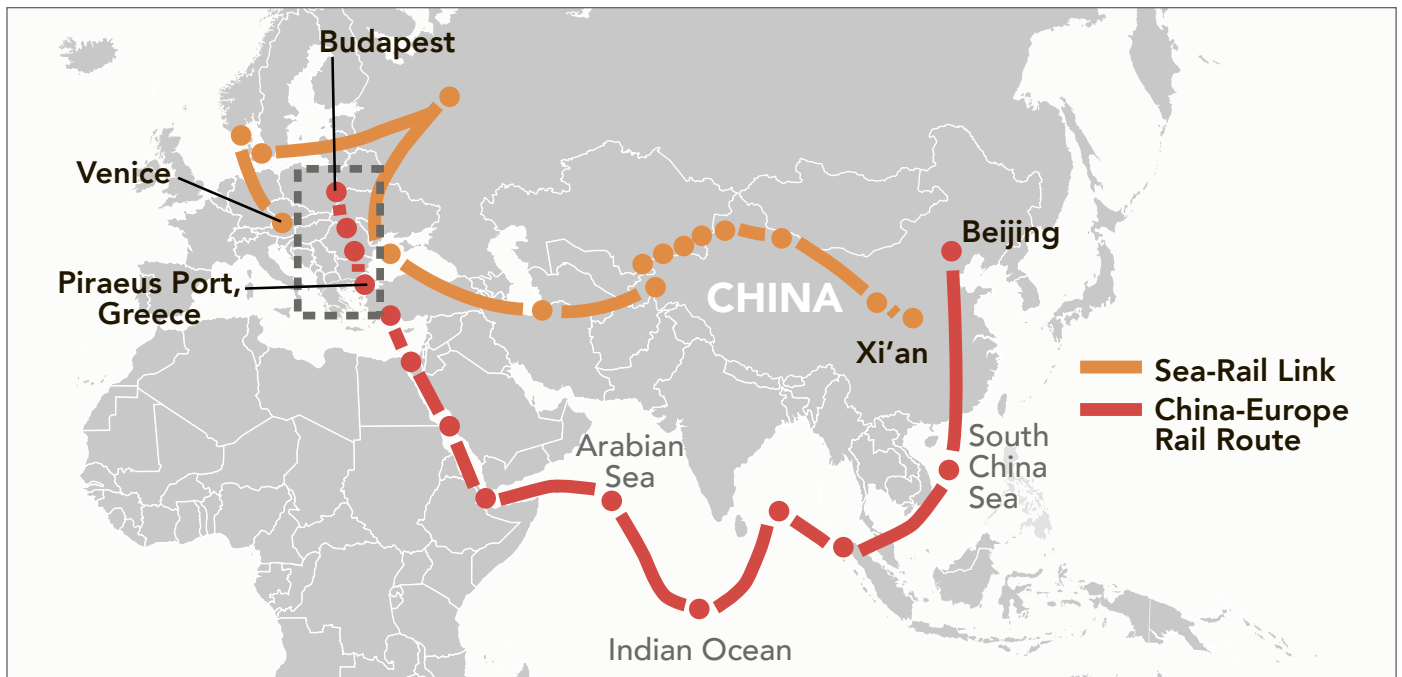 Budapest
Venice
Beijing
Piraeus Port,
Greece
CHINA
Xi’an
Sea-Rail Link
China-Europe
Rail Route
Arabian
Sea
South
China
Sea
Indian Ocean